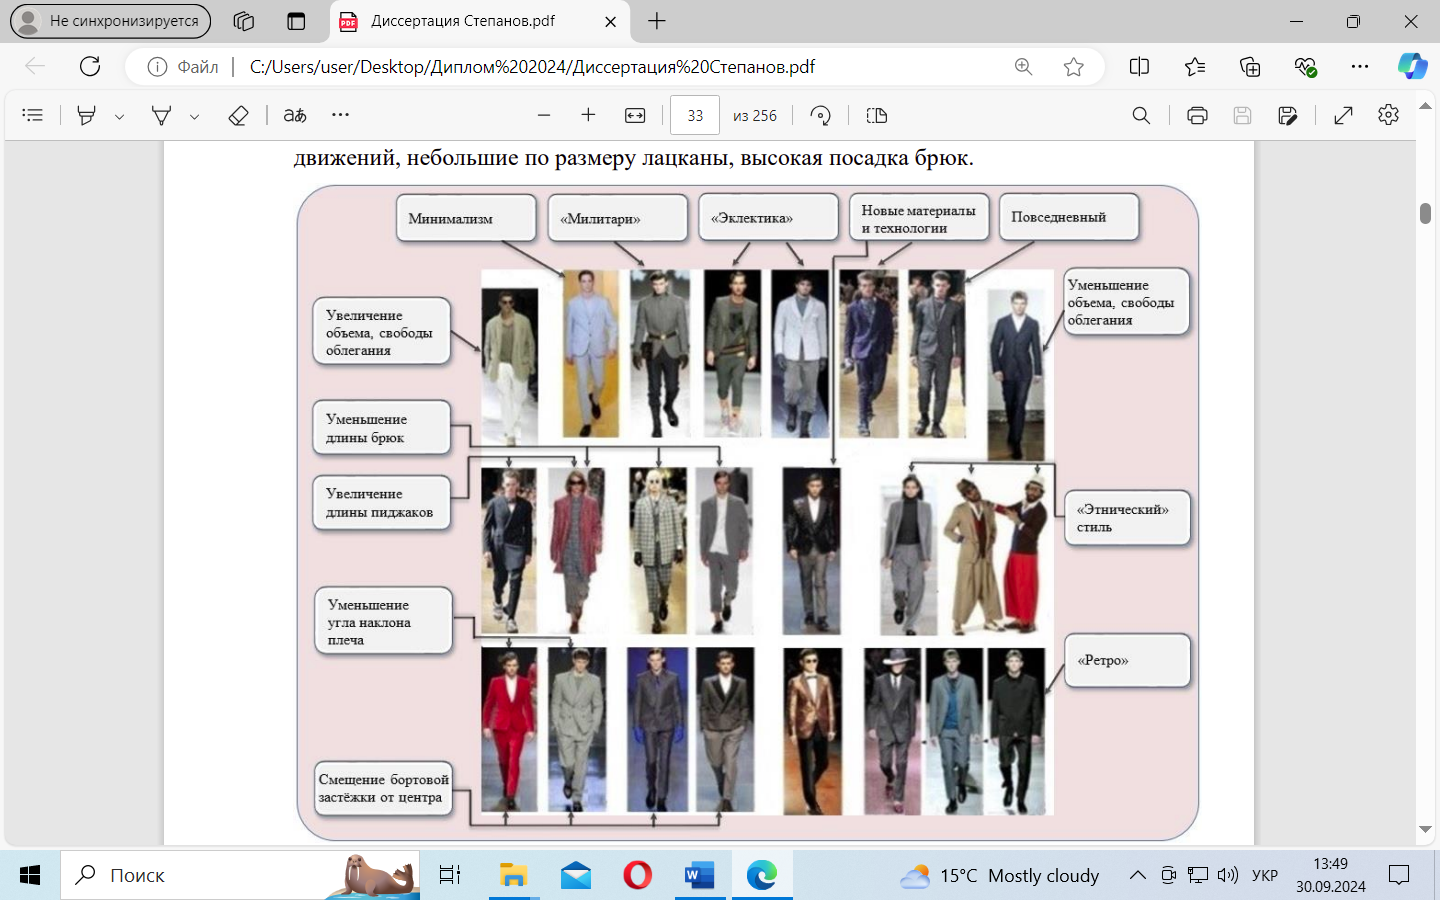 Не синхронизируется
Диссертация Степанов.pdf
Файл
C:/Users/user/Desktop/Диплом%202024/Диссертация%20Степанов.pdf
PDF
аあ
33
из 256
движений, небольшие по размеру лацканы, высокая посадка брюк.
Минимализм
«Милитари»
«Эклектика»
Новые материалы
и технологии
Повседневный
Увеличение
объема, свободы
облегания
Уменьшение
объема, свободы
облегания
Уменьшение
длины брюк
Увеличение
длины пиджаков
«Этнический»
стиль
Уменьшение
угла наклона
плеча
«Ретро»
Смещение бортовой
застёжки от центра
Поиск
W
15°C Mostly cloudy
УКР
13:49
30.09.2024